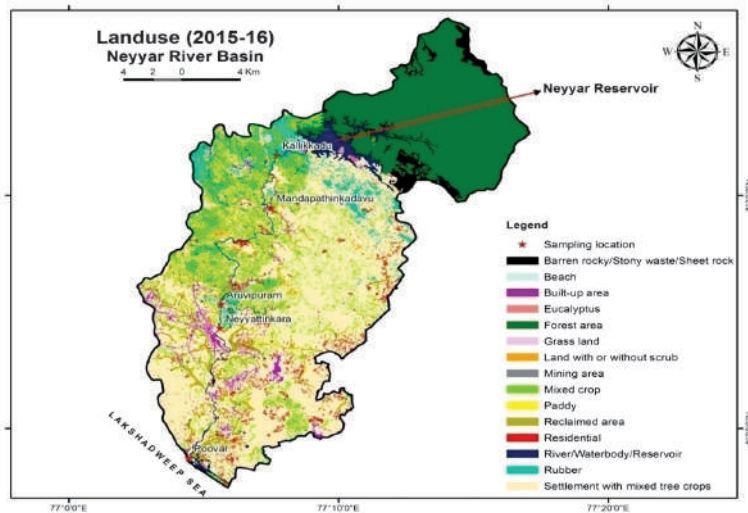 Landuse (2015-16)
Neyyar River Basin
4 2 0 4 Km
N
W E
S
Neyyar Reservoir
Kallikkadu
Mandapathinkadavu
Aruvipuram
Neyyattinkara
Poovar
LAKSHADWEEP SEA
Legend
Sampling location
Barren rocky/Stony waste/Sheet rock
Beach
Built-up area
Eucalyptus
Forest area
Grass land
Land with or without scrub
Mining area
Mixed crop
Paddy
Reclaimed area
Residential
River/Waterbody/Reservoir
Rubber
Settlement with mixed tree crops
77°0'0"E 77°10'0"E 77°20'0"E